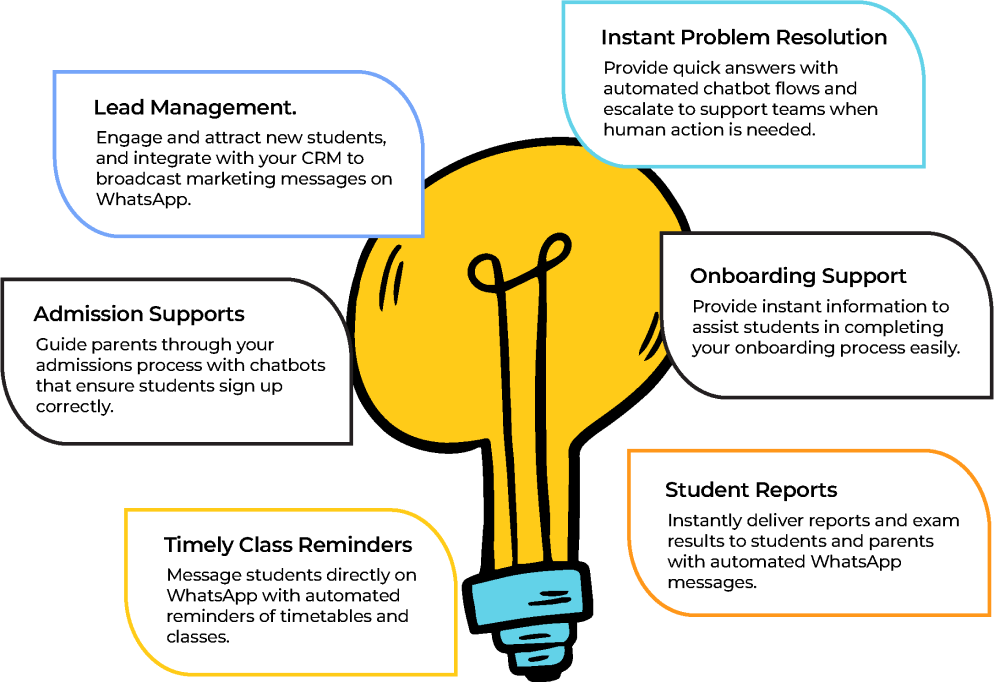 Instant Problem Resolution
Provide quick answers with
automated chatbot flows and
escalate to support teams when
human action is needed.
Lead Management.
Engage and attract new students,
and integrate with your CRM to
broadcast marketing messages on
WhatsApp.
Onboarding Support
Provide instant information to
assist students in completing
your onboarding process easily.
Admission Supports
Guide parents through your
admissions process with chatbots
that ensure students sign up
correctly.
Student Reports
Instantly deliver reports and exam
results to students and parents
with automated WhatsApp
messages.
Timely Class Reminders
Message students directly on
WhatsApp with automated
reminders of timetables and
classes.